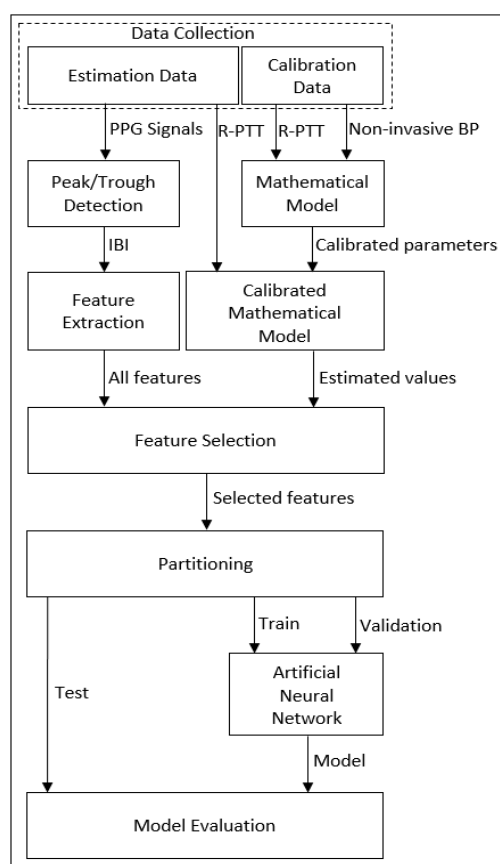 Data Collection
Estimation Data
Calibration
Data
PPG Signals
R-PTT
R-PTT
Non-invasive BP
Peak/Trough
Detection
Mathematical
Model
IBI
Calibrated parameters
Feature
Extraction
Calibrated
Mathematical
Model
All features
Estimated values
Feature Selection
Selected features
Partitioning
Train
Validation
Test
Artificial
Neural
Network
Model
Model Evaluation